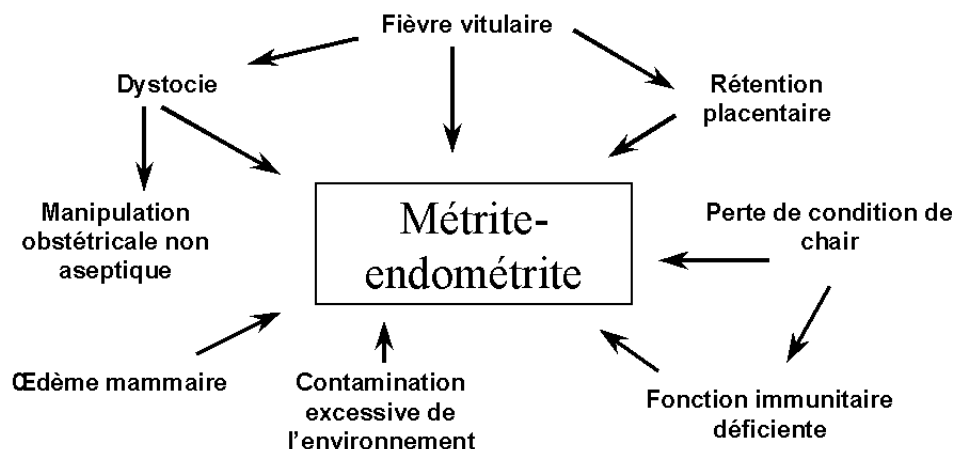 Fièvre vitulaire
Dystocie
Rétention
placentaire
Manipulation
obstétricale non
aseptique
Métrite-
endométrite
Perte de condition de
chair
Œdème mammaire
Contamination
excessive de
l'environnement
Fonction immunitaire
déficiente